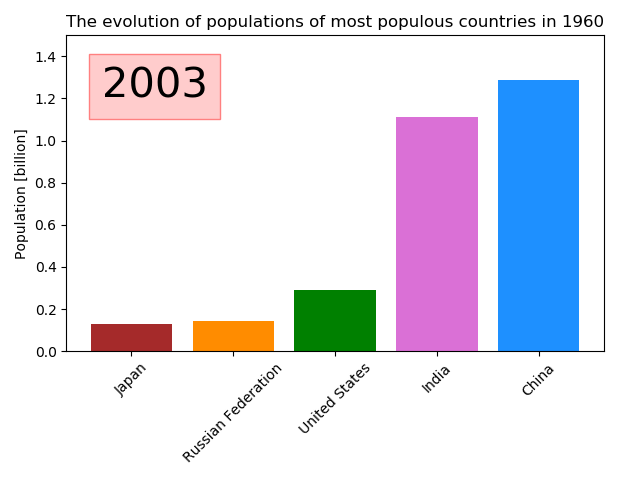 The evolution of populations of most populous countries in 1960
2003
Population [billion]
1.4
1.2
1.0
0.8
0.6
0.4
0.2
0.0
Japan
Russian Federation
United States
India
China